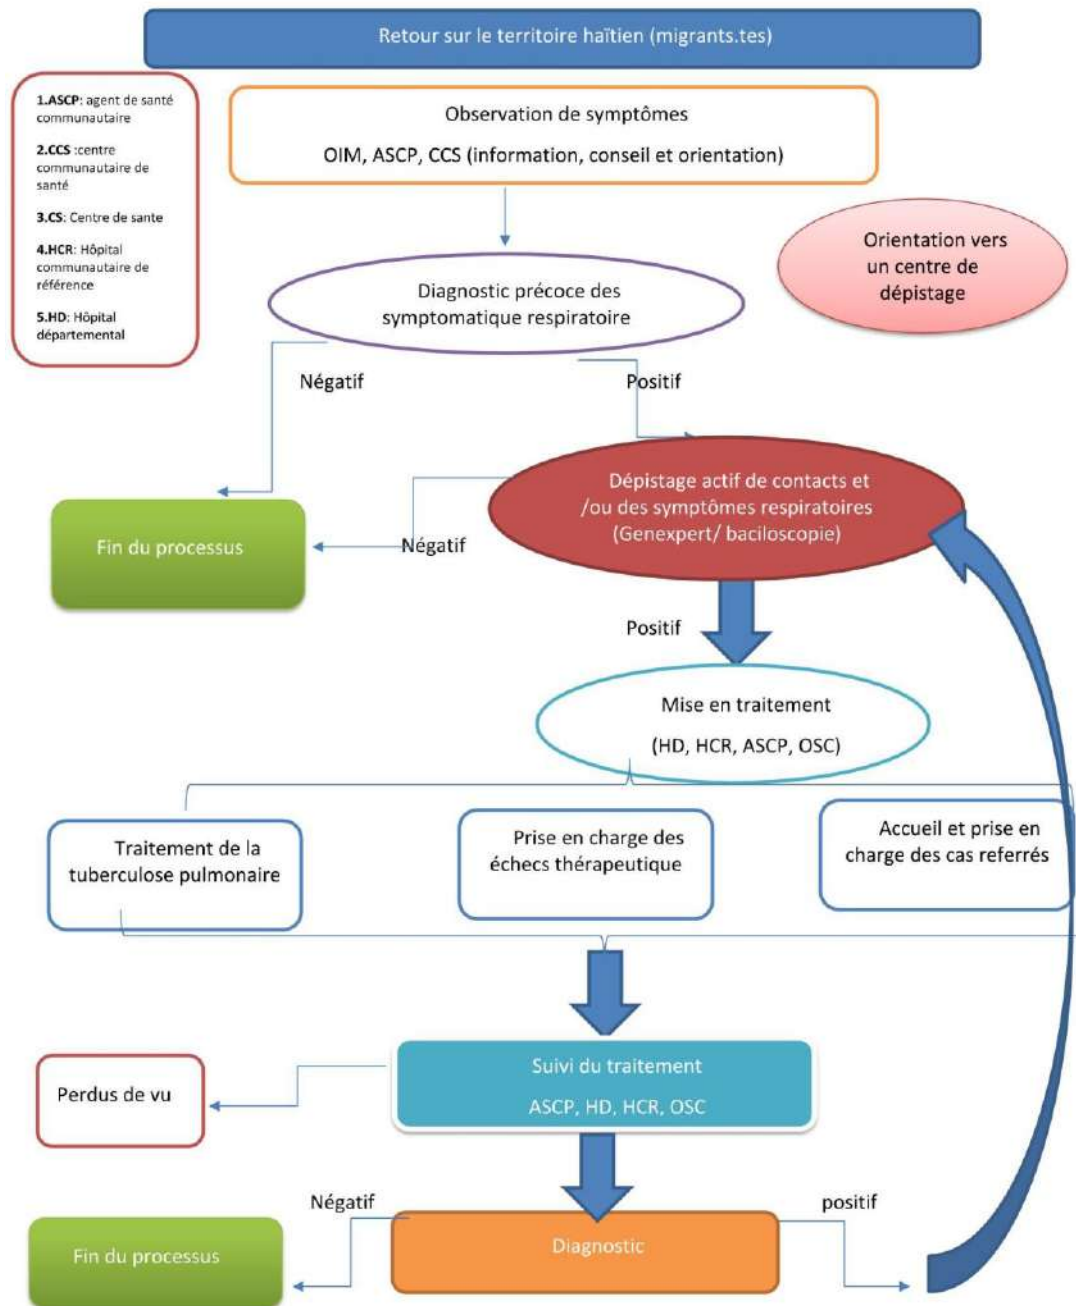 Retour sur le territoire haïtien (migrants.tes)
1.ASCP: agent de santé
communautaire
2.CCS :centre
communautaire de
santé
3.CS: Centre de sante
4.HCR: Hôpital
communautaire de
référence
5.HD: Hôpital
départemental
Observation de symptômes
OIM, ASCP, CCS (information, conseil et orientation)
Orientation vers
un centre de
dépistage
Diagnostic précoce des
symptomatique respiratoire
Négatif
Positif
Dépistage actif de contacts et
/ou des symptômes respiratoires
(Genexpert/ baciloscopie)
Fin du processus
Négatif
Positif
Mise en traitement
(HD, HCR, ASCP, OSC)
Traitement de la
tuberculose pulmonaire
Prise en charge des
échecs thérapeutique
Accueil et prise en
charge des cas referrés
Suivi du traitement
ASCP, HD, HCR, OSC
Perdus de vu
Négatif
positif
Diagnostic
Fin du processus